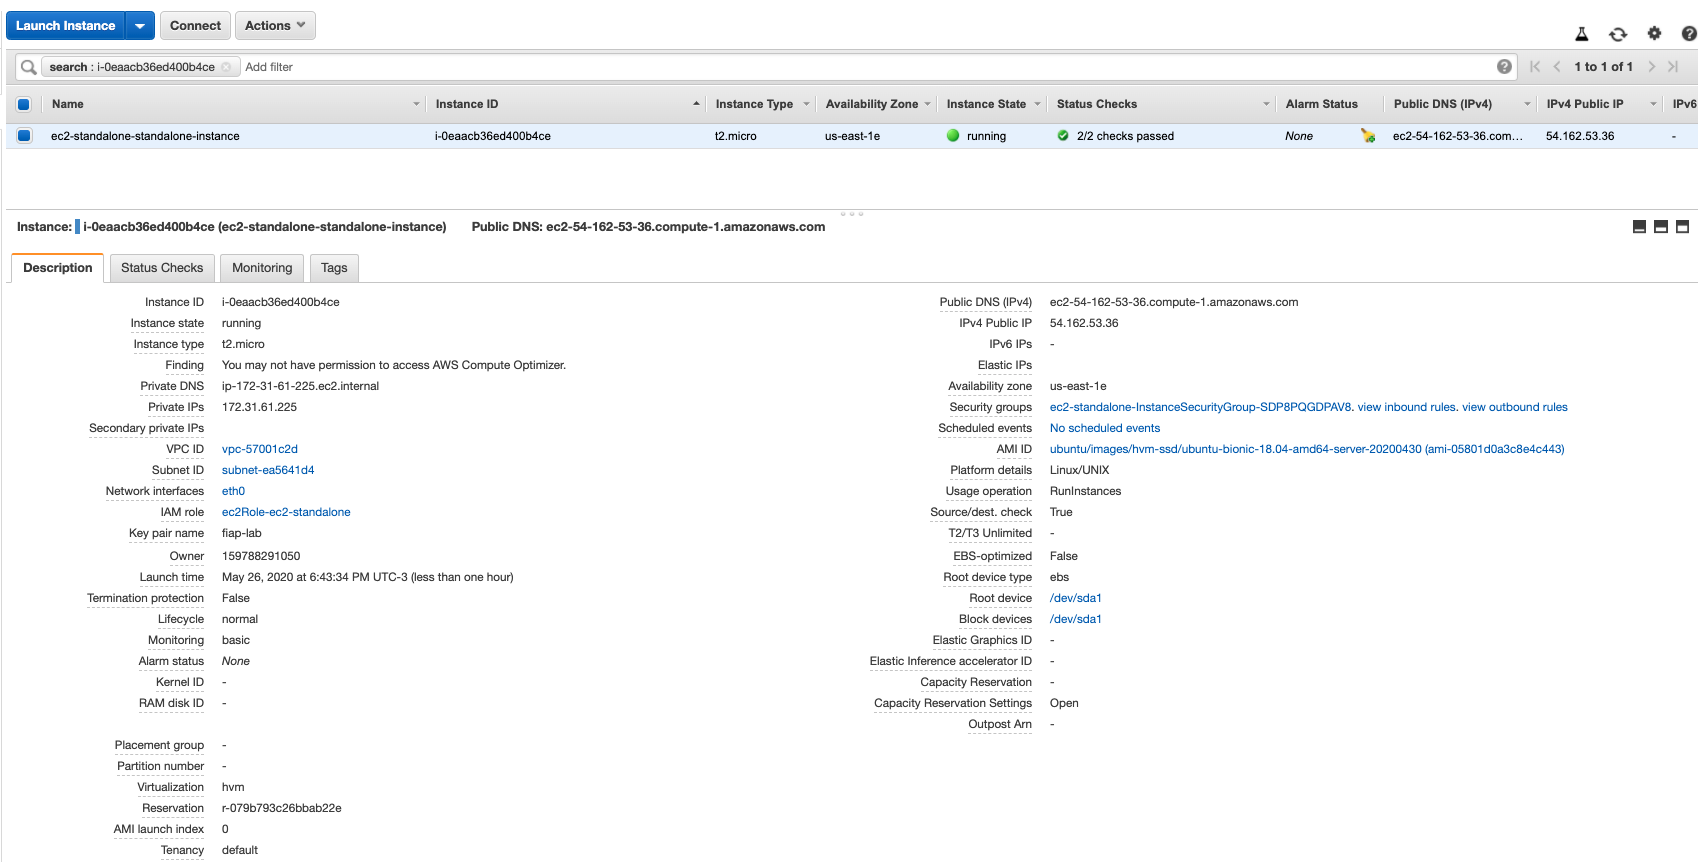 Launch Instance Connect Actions
search : i-0eaacb36ed400b4ce Add filter 1 to 1 of 1
Name Instance ID Instance Type Availability Zone Instance State Status Checks Alarm Status Public DNS (IPv4) IPv4 Public IP IPv6
ec2-standalone-standalone-instance i-0eaacb36ed400b4ce t2.micro us-east-1e running 2/2 checks passed None ec2-54-162-53-36.com... 54.162.53.36 -
Instance: i-0eaacb36ed400b4ce (ec2-standalone-standalone-instance) Public DNS: ec2-54-162-53-36.compute-1.amazonaws.com
Description Status Checks Monitoring Tags
Instance ID i-0eaacb36ed400b4ce
Instance state running
Instance type t2.micro
Finding You may not have permission to access AWS Compute Optimizer.
Private DNS ip-172-31-61-225.ec2.internal
Private IPs 172.31.61.225
Secondary private IPs
VPC ID vpc-57001c2d
Subnet ID subnet-ea5641d4
Network interfaces eth0
IAM role ec2Role-ec2-standalone
Key pair name fiap-lab
Owner 159788291050
Launch time May 26, 2020 at 6:43:34 PM UTC-3 (less than one hour)
Termination protection False
Lifecycle normal
Monitoring basic
Alarm status None
Kernel ID -
RAM disk ID -
Placement group -
Partition number -
Virtualization hvm
Reservation r-079b793c26bbab22e
AMI launch index 0
Tenancy default
Public DNS (IPv4) ec2-54-162-53-36.compute-1.amazonaws.com
IPv4 Public IP 54.162.53.36
IPv6 IPs -
Elastic IPs
Availability zone us-east-1e
Security groups ec2-standalone-InstanceSecurityGroup-SDP8PQGDPAV8. view inbound rules. view outbound rules
Scheduled events No scheduled events
AMI ID ubuntu/images/hvm-ssd/ubuntu-bionic-18.04-amd64-server-20200430 (ami-05801d0a3c8e4c443)
Platform details Linux/UNIX
Usage operation RunInstances
Source/dest. check True
T2/T3 Unlimited -
EBS-optimized False
Root device type ebs
Root device /dev/sda1
Block devices /dev/sda1
Elastic Graphics ID -
Elastic Inference accelerator ID -
Capacity Reservation -
Capacity Reservation Settings Open
Outpost Arn -